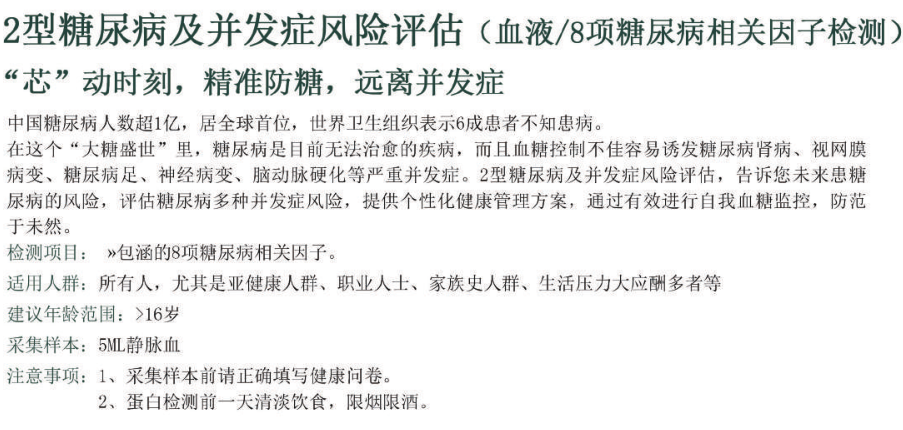 2型糖尿病及并发症风险评估（血液/8项糖尿病相关因子检测）
“芯”动时刻，精准防糖，远离并发症
中国糖尿病人数超1亿，居全球首位，世界卫生组织表示6成患者不知患病。
在这个“大糖盛世”里，糖尿病是目前无法治愈的疾病，而且血糖控制不佳容易诱发糖尿病肾病、视网膜
病变、糖尿病足、神经病变、脑动脉硬化等严重并发症。2型糖尿病及并发症风险评估，告诉您未来患糖
尿病的风险，评估糖尿病多种并发症风险，提供个性化健康管理方案，通过有效进行自我血糖监控，防范
于未然。
检测项目： »包涵的8项糖尿病相关因子。
适用人群：所有人，尤其是亚健康人群、职业人士、家族史人群、生活压力大应酬多者等
建议年龄范围：>16岁
采集样本：5ML静脉血
注意事项：1、采集样本前请正确填写健康问卷。
2、蛋白检测前一天清淡饮食，限烟限酒。